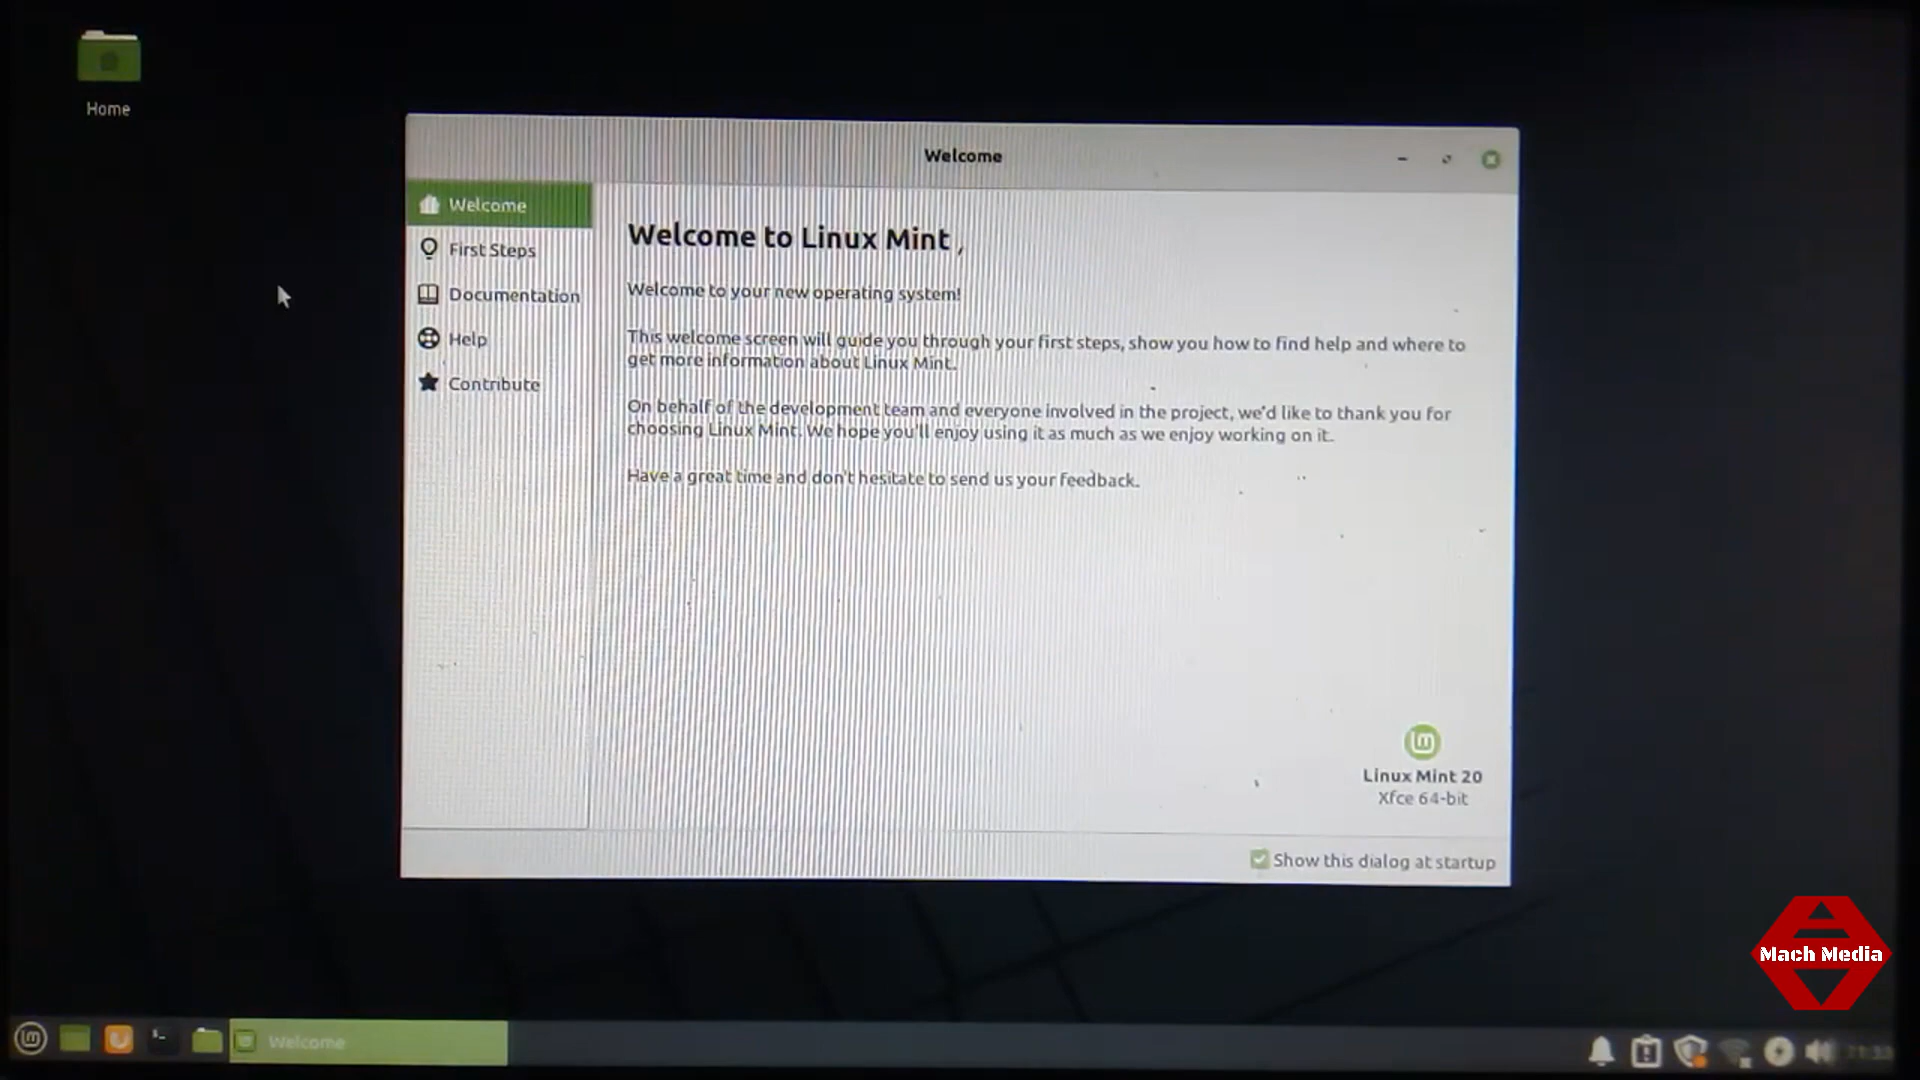 Home
Welcome
Welcome
First Steps
Documentation
Help
Contribute
Welcome to Linux Mint ,
Welcome to your new operating system!
This welcome screen will guide you through your first steps, show you how to find help and where to
get more information about Linux Mint.
On behalf of the development team and everyone involved in the project, we'd like to thank you for
choosing Linux Mint. We hope you'll enjoy using it as much as we enjoy working on it.
Have a great time and don't hesitate to send us your feedback.
Linux Mint 20
Xfce 64-bit
Show this dialog at startup
Mach Media
Welcome